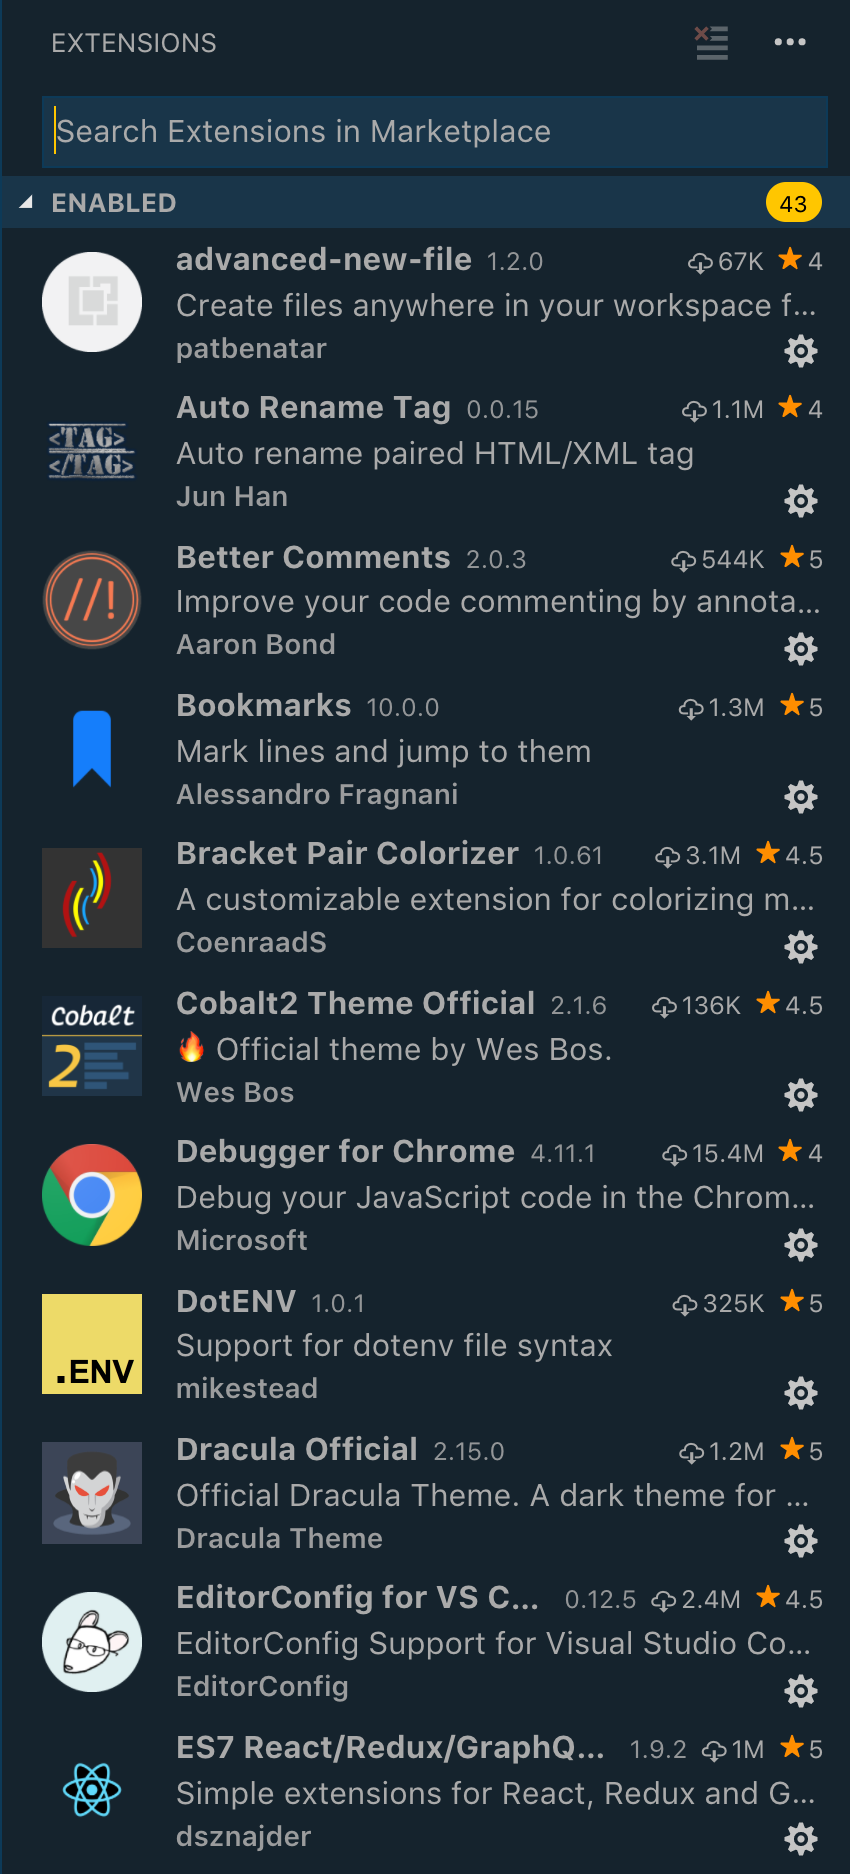 EXTENSIONS
Search Extensions in Marketplace
ENABLED 43
advanced-new-file 1.2.0 67K 4
Create files anywhere in your workspace f...
patbenatar
<TAG>
</TAG>
Auto Rename Tag 0.0.15 1.1M 4
Auto rename paired HTML/XML tag
Jun Han
//!
Better Comments 2.0.3 544K 5
Improve your code commenting by annota...
Aaron Bond
Bookmarks 10.0.0 1.3M 5
Mark lines and jump to them
Alessandro Fragnani
Bracket Pair Colorizer 1.0.61 3.1M 4.5
A customizable extension for colorizing m...
CoenraadS
Cobalt
2
Cobalt2 Theme Official 2.1.6 136K 4.5
🔥 Official theme by Wes Bos.
Wes Bos
Debugger for Chrome 4.11.1 15.4M 4
Debug your JavaScript code in the Chrom...
Microsoft
.ENV
DotENV 1.0.1 325K 5
Support for dotenv file syntax
mikestead
Dracula Official 2.15.0 1.2M 5
Official Dracula Theme. A dark theme for ...
Dracula Theme
EditorConfig for VS C... 0.12.5 2.4M 4.5
EditorConfig Support for Visual Studio Co...
EditorConfig
ES7 React/Redux/GraphQ... 1.9.2 1M 5
Simple extensions for React, Redux and G...
dsznajder